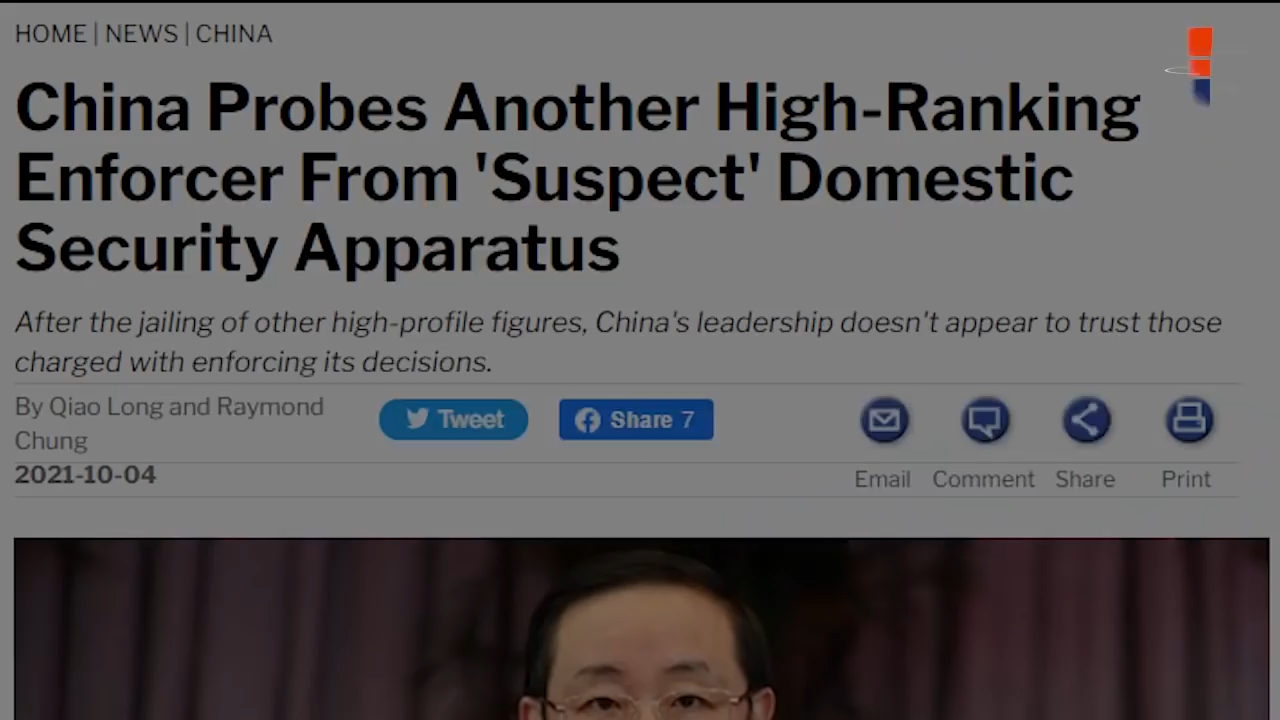 HOME | NEWS | CHINA
China Probes Another High-Ranking
Enforcer From 'Suspect' Domestic
Security Apparatus
After the jailing of other high-profile figures, China's leadership doesn't appear to trust those
charged with enforcing its decisions.
By Qiao Long and Raymond
Chung
2021-10-04
Tweet
Share 7
Email
Comment
Share
Print